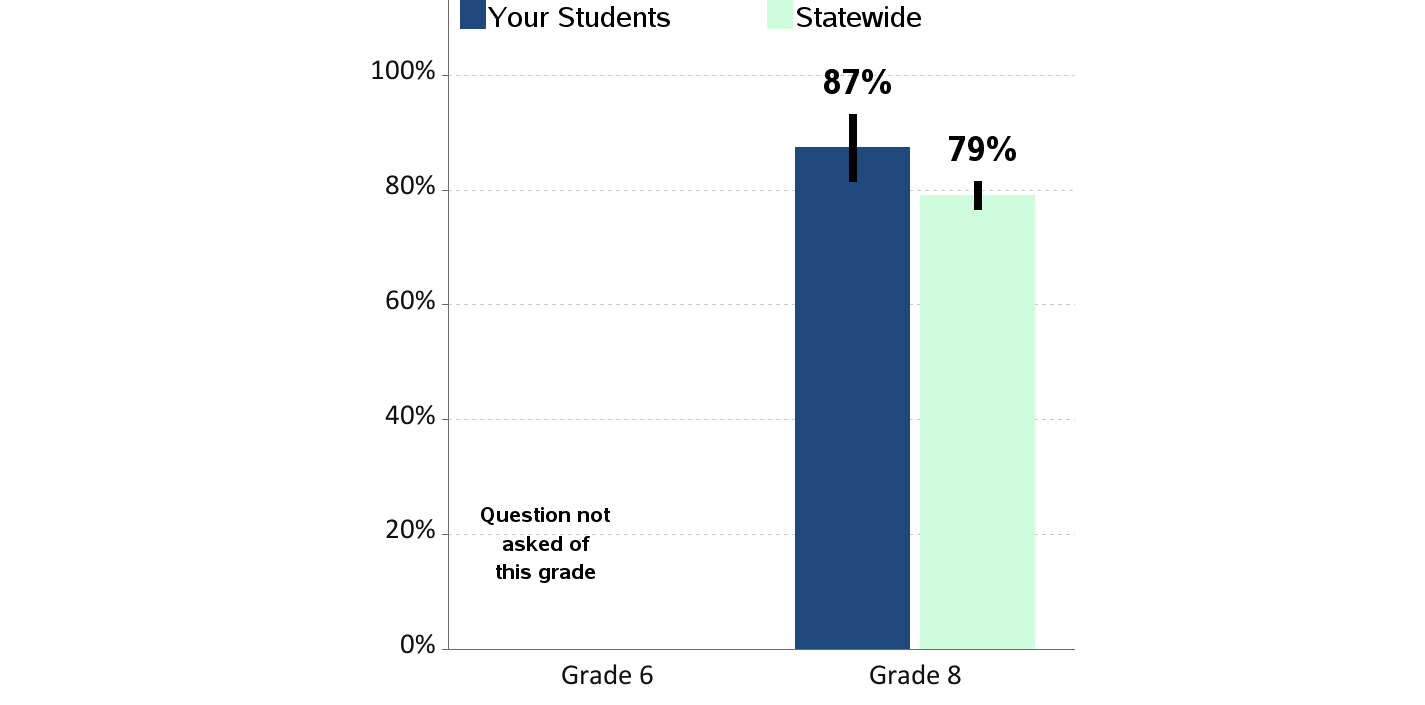 Your Students
Statewide
100%
87%
79%
80%
60%
40%
20%
Question not
asked of
this grade
0%
Grade 6
Grade 8